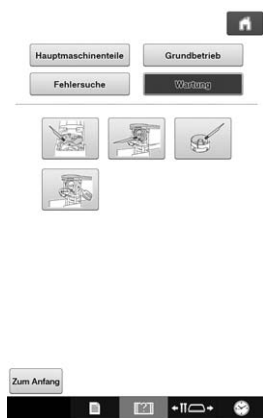 Hauptmaschinenteile
Grundbetrieb
Fehlersuche
Wartung
Zum Anfang